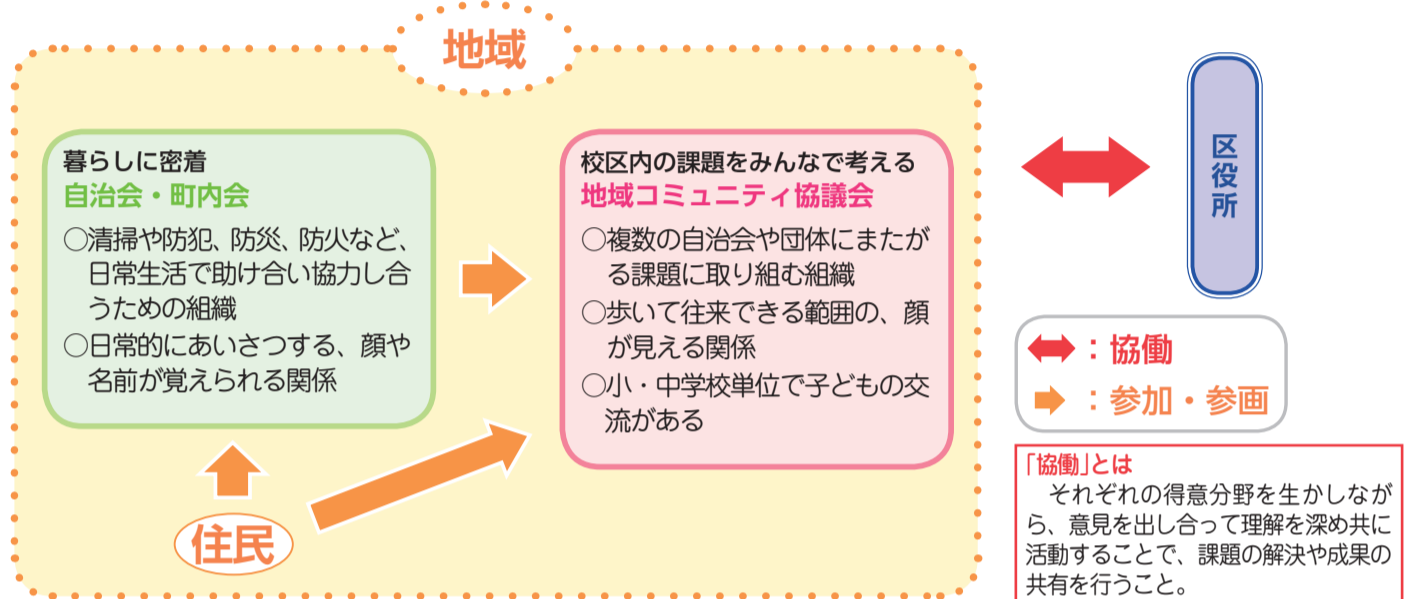 地域
暮らしに密着
自治会・町内会
○清掃や防犯、防災、防火など、
日常生活で助け合い協力し合
うための組織
○日常的にあいさつする、顔や
名前が覚えられる関係
校区内の課題をみんなで考える
地域コミュニティ協議会
○複数の自治会や団体にまたが
る課題に取り組む組織
○歩いて往来できる範囲の、顔
が見える関係
○小・中学校単位で子どもの交
流がある
住民
区役所
：協働
：参加・参画
「協働」とは
それぞれの得意分野を生かしなが
ら、意見を出し合って理解を深め共に
活動することで、課題の解決や成果の
共有を行うこと。